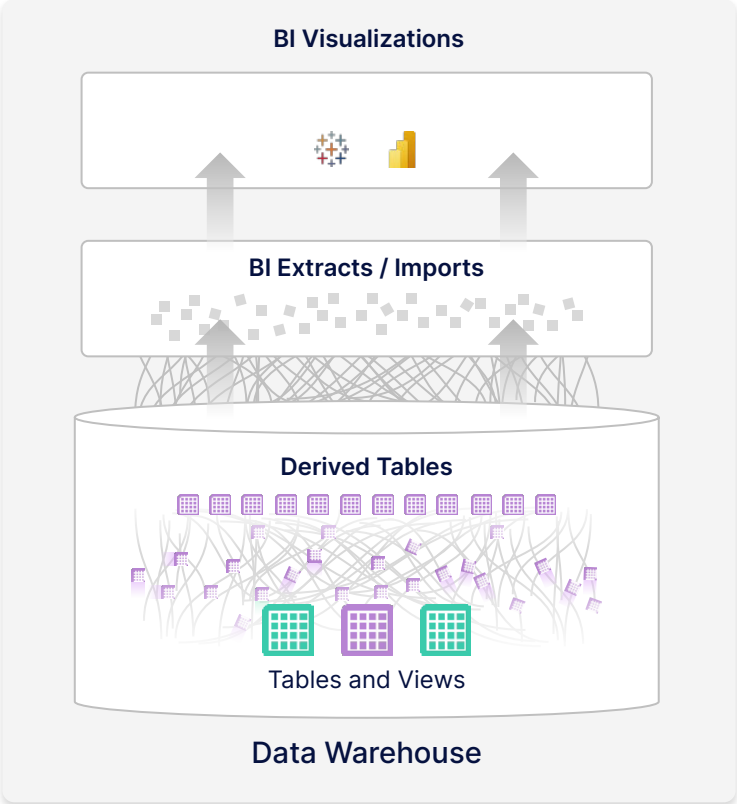 BI Visualizations
BI Extracts / Imports
Derived Tables
Tables and Views
Data Warehouse